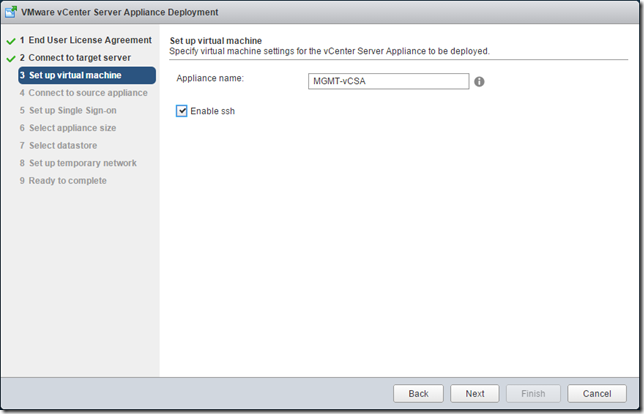 VMware vCenter Server Appliance Deployment
1 End User License Agreement
2 Connect to target server
3 Set up virtual machine
4 Connect to source appliance
5 Set up Single Sign-on
6 Select appliance size
7 Select datastore
8 Set up temporary network
9 Ready to complete
Set up virtual machine
Specify virtual machine settings for the vCenter Server Appliance to be deployed.
Appliance name:
MGMT-vCSA
Enable ssh
Back
Next
Finish
Cancel